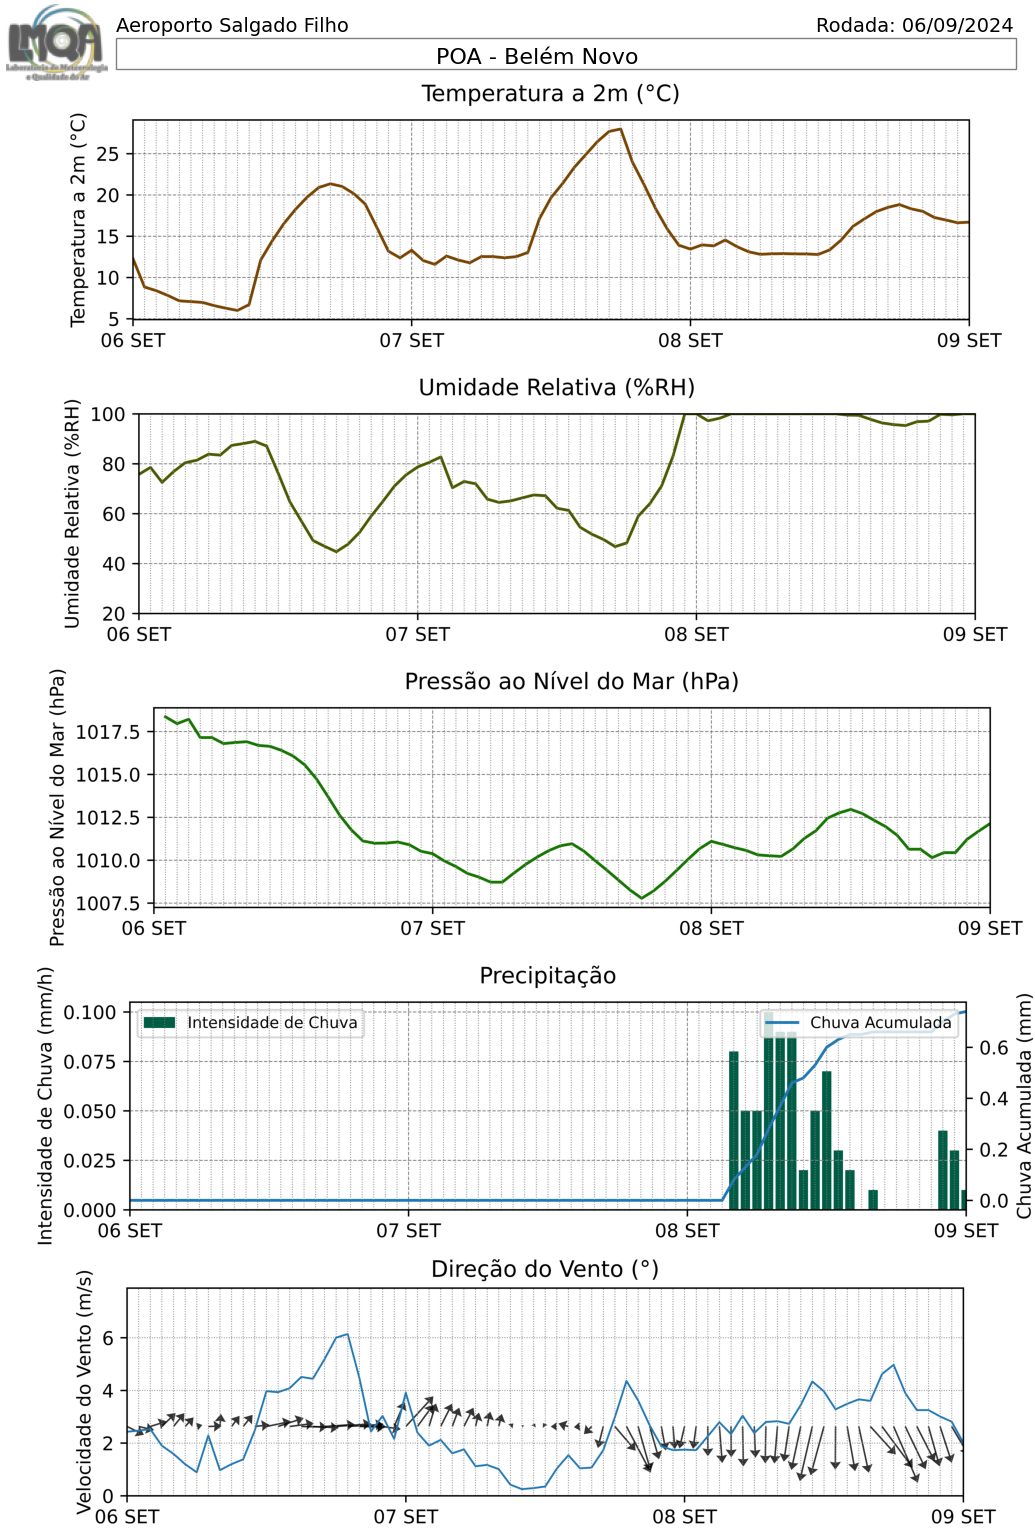 LMQA
Laboratório de Meteorologia
e Qualidade do Ar
Aeroporto Salgado Filho
Rodada: 06/09/2024
POA - Belém Novo
Temperatura a 2m (°C)
Temperatura a 2m (°C)
25
20
15
10
5
06 SET
07 SET
08 SET
09 SET
Umidade Relativa (%RH)
Umidade Relativa (%RH)
100
80
60
40
20
06 SET
07 SET
08 SET
09 SET
Pressão ao Nível do Mar (hPa)
Pressão ao Nível do Mar (hPa)
1017.5
1015.0
1012.5
1010.0
1007.5
06 SET
07 SET
08 SET
09 SET
Precipitação
Intensidade de Chuva (mm/h)
0.100
0.075
0.050
0.025
0.000
Intensidade de Chuva
Chuva Acumulada
0.6
0.4
0.2
0.0
Chuva Acumulada (mm)
06 SET
07 SET
08 SET
09 SET
Direção do Vento (°)
Velocidade do Vento (m/s)
6
4
2
0
06 SET
07 SET
08 SET
09 SET